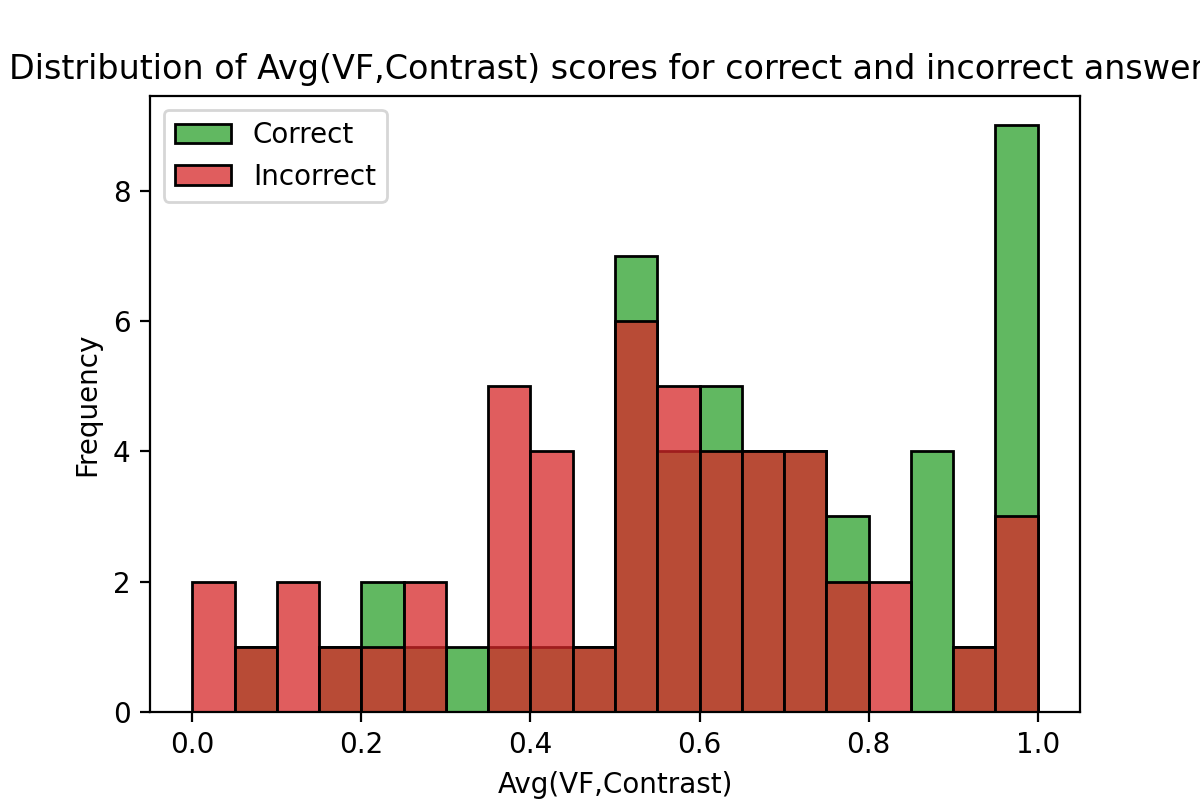 Distribution of Avg(VF,Contrast) scores for correct and incorrect answer
Correct
Incorrect
Frequency
8
6
4
2
0
0.0 0.2 0.4 0.6 0.8 1.0
Avg(VF,Contrast)